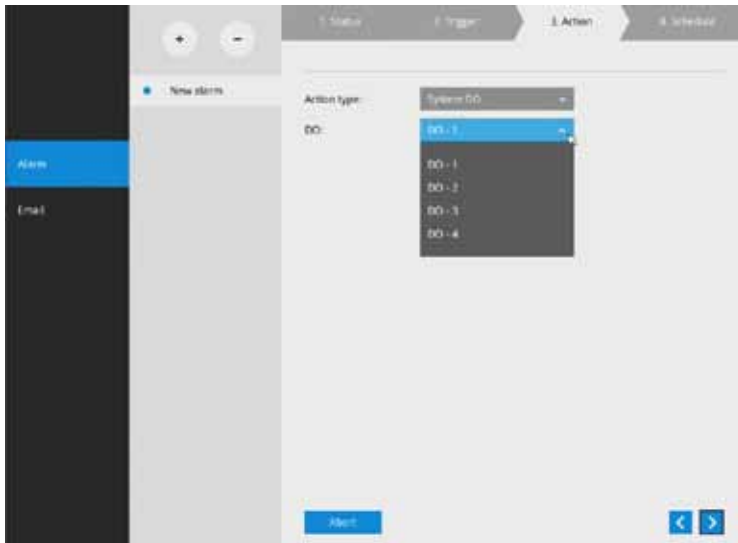 + -
1. Status 2. Trigger 3. Action 4. Schedule
New alarm
Action type: System DO
DO: DO - 1
DO - 1
DO - 2
DO - 3
DO - 4
Alarm
Email
Abort
< >